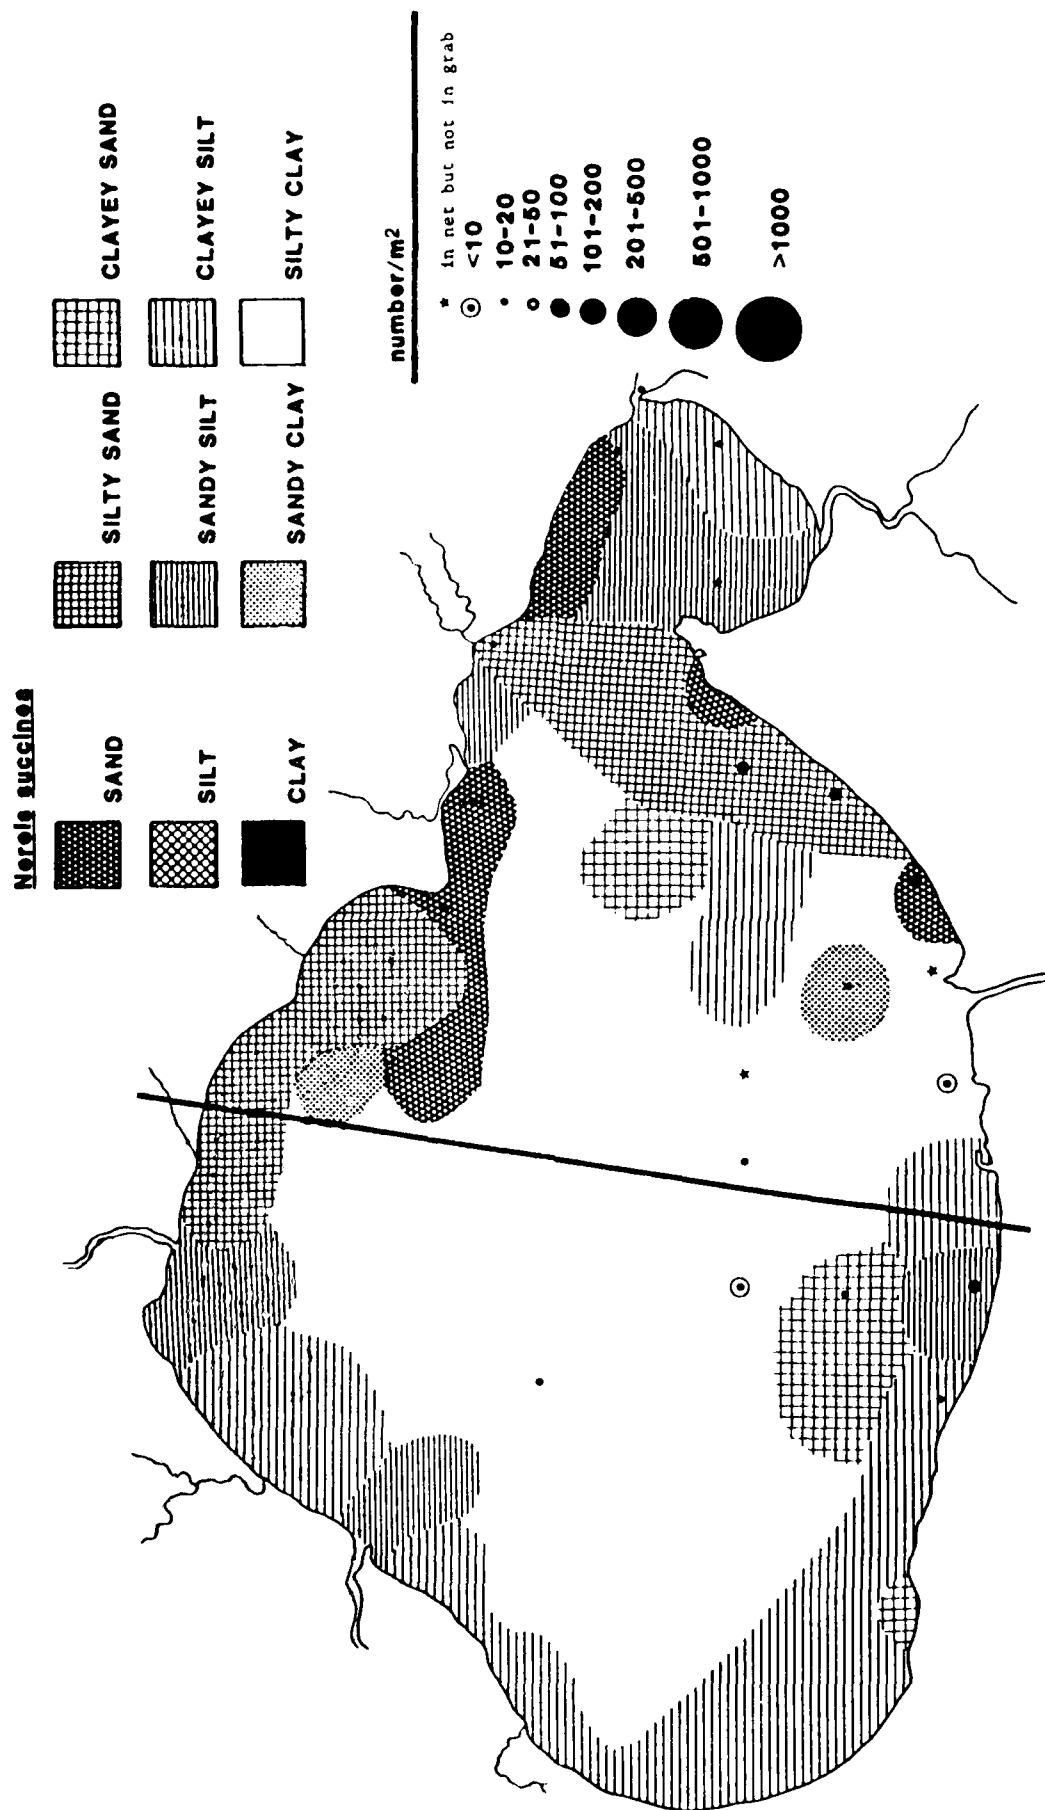 Nereis succinea
SAND
SILTY SAND
CLAYEY SAND
SILT
SANDY SILT
CLAYEY SILT
CLAY
SANDY CLAY
SILTY CLAY
number/m²
in net but not in grab
<10
10-20
21-50
51-100
101-200
201-500
501-1000
>1000